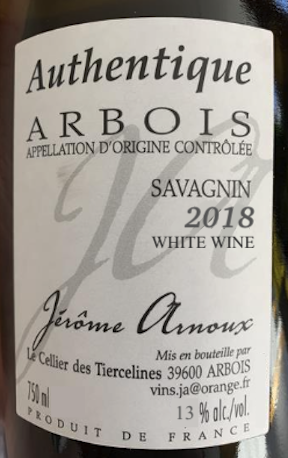 Authentique
ARBOIS
APPELLATION D'ORIGINE CONTRÔLÉE
SAVAGNIN
2018
WHITE WINE
Jérôme Arnoux
Mis en bouteille par
Le Cellier des Tiercelines 39600 ARBOIS
vins.ja@orange.fr
750 ml
13 % alc./vol.
PRODUIT DE FRANCE